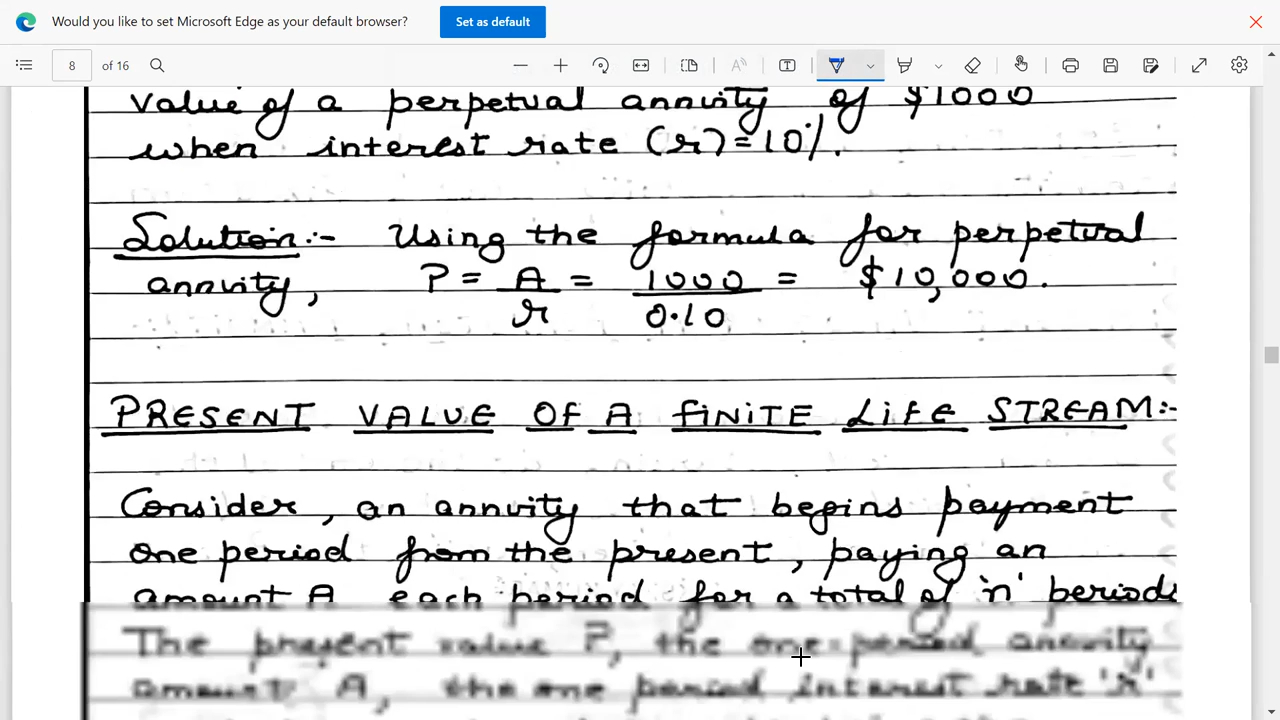 Would you like to set Microsoft Edge as your default browser? Set as default
8 of 16
value of a perpetual annuity of $1000
when interest rate (r) = 10%.
Solution:- Using the formula for perpetual
annuity, P = A/r = 1000/0.10 = $10,000.
PRESENT VALUE OF A FINITE LIFE STREAM:-
Consider, an annuity that begins payment
one period from the present, paying an
amount A each period for a total of 'n' periods
The present value P, the one-period annuity
amount A, the one period interest rate 'r'